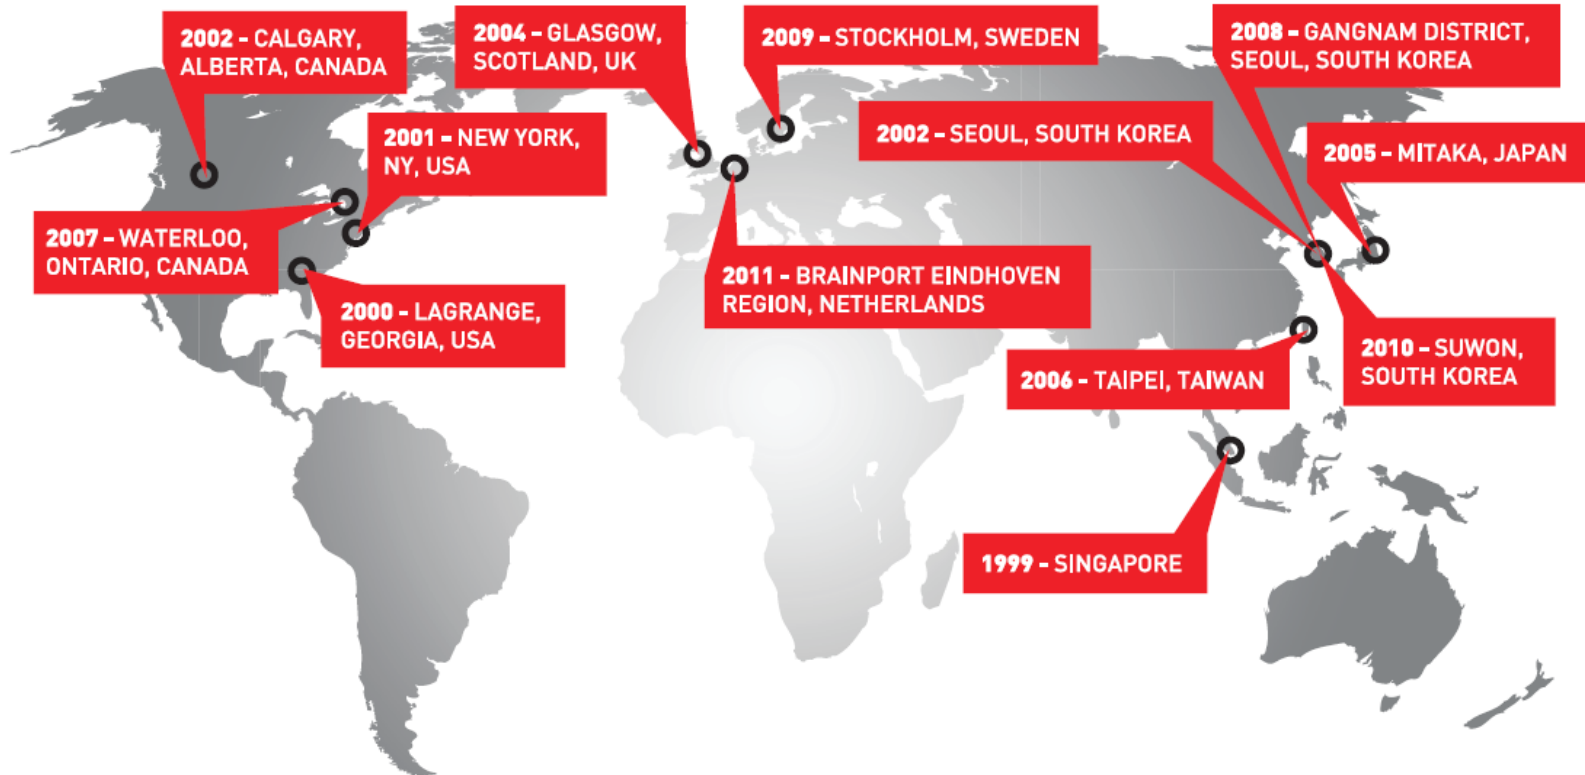 2002 – CALGARY,
ALBERTA, CANADA
2004 – GLASGOW,
SCOTLAND, UK
2009 – STOCKHOLM, SWEDEN
2008 – GANGNAM DISTRICT,
SEOUL, SOUTH KOREA
2001 – NEW YORK,
NY, USA
2002 – SEOUL, SOUTH KOREA
2005 – MITAKA, JAPAN
2007 – WATERLOO,
ONTARIO, CANADA
2011 – BRAINPORT EINDHOVEN
REGION, NETHERLANDS
2000 – LAGRANGE,
GEORGIA, USA
2006 – TAIPEI, TAIWAN
2010 – SUWON,
SOUTH KOREA
1999 – SINGAPORE